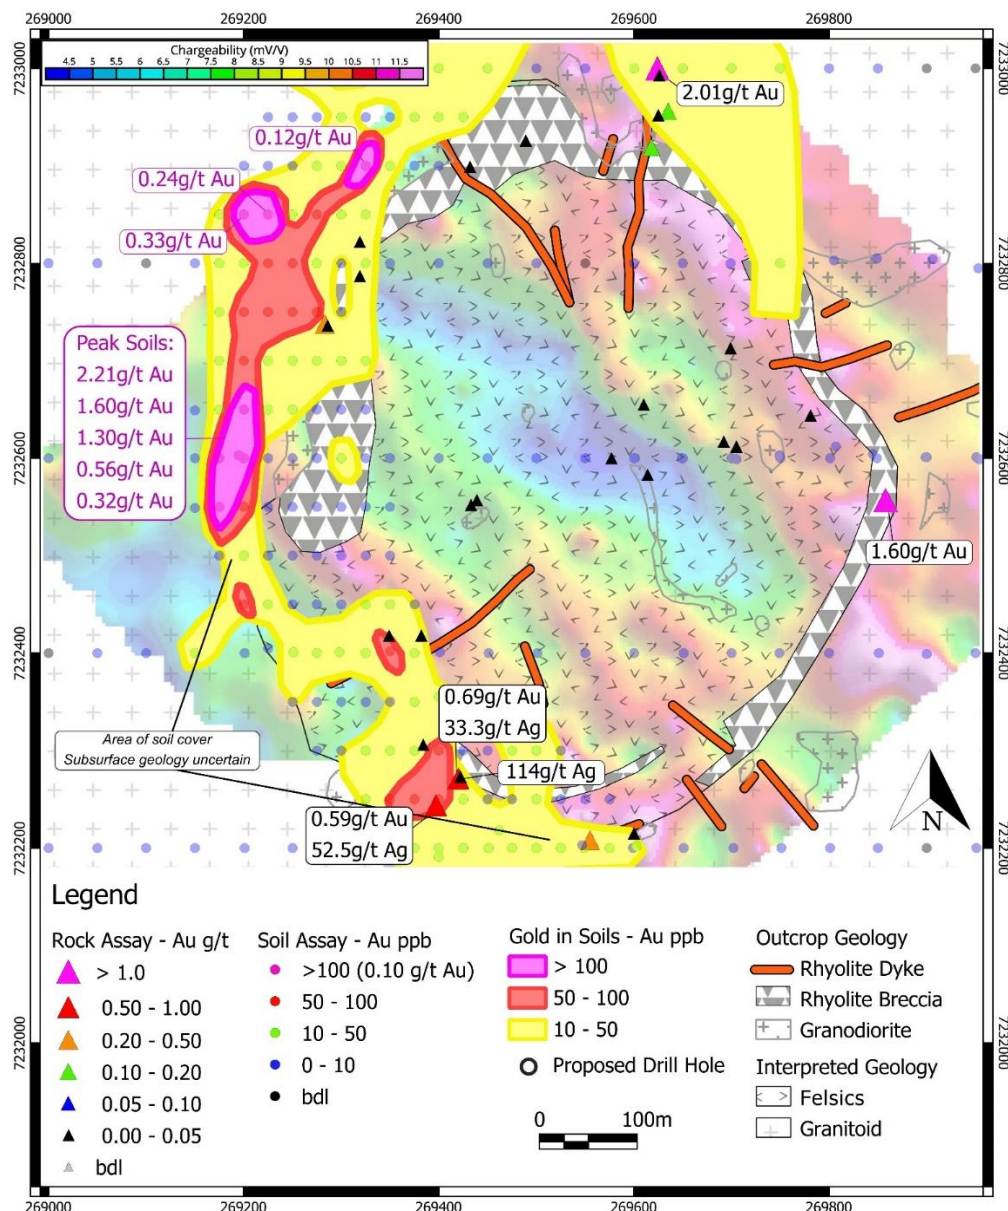 269000 269200 269400 269600 269800
Chargeability (mV/V)
4.5 5 5.5 6 6.5 7 7.5 8 8.5 9 9.5 10 10.5 11 11.5
7233000 7233000
2.01g/t Au
0.12g/t Au
0.24g/t Au
0.33g/t Au
7232800 7232800
Peak Soils:
2.21g/t Au
1.60g/t Au
1.30g/t Au
0.56g/t Au
0.32g/t Au
7232600 7232600
1.60g/t Au
7232400 7232400
0.69g/t Au
33.3g/t Ag
Area of soil cover
Subsurface geology uncertain
114g/t Ag
0.59g/t Au
52.5g/t Ag
N
7232200 7232200
Legend
Rock Assay - Au g/t
> 1.0
0.50 - 1.00
0.20 - 0.50
0.10 - 0.20
0.05 - 0.10
0.00 - 0.05
bdl
Soil Assay - Au ppb
>100 (0.10 g/t Au)
50 - 100
10 - 50
0 - 10
bdl
Gold in Soils - Au ppb
> 100
50 - 100
10 - 50
Proposed Drill Hole
0 100m
Outcrop Geology
Rhyolite Dyke
Rhyolite Breccia
Granodiorite
Interpreted Geology
Felsics
Granitoid
7232000 7232000
269000 269200 269400 269600 269800